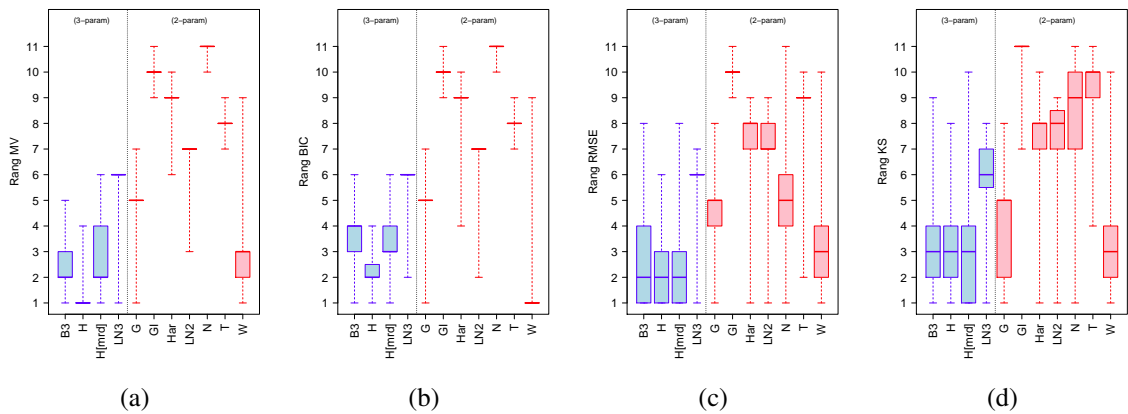 (3−param) (2−param)
Rang MV
11
10
9
8
7
6
5
4
3
2
1
B3 H H[mrd] LN3 G GI Har LN2 N T W
(a)
(3−param) (2−param)
Rang BIC
11
10
9
8
7
6
5
4
3
2
1
B3 H H[mrd] LN3 G GI Har LN2 N T W
(b)
(3−param) (2−param)
Rang RMSE
11
10
9
8
7
6
5
4
3
2
1
B3 H H[mrd] LN3 G GI Har LN2 N T W
(c)
(3−param) (2−param)
Rang KS
11
10
9
8
7
6
5
4
3
2
1
B3 H H[mrd] LN3 G GI Har LN2 N T W
(d)